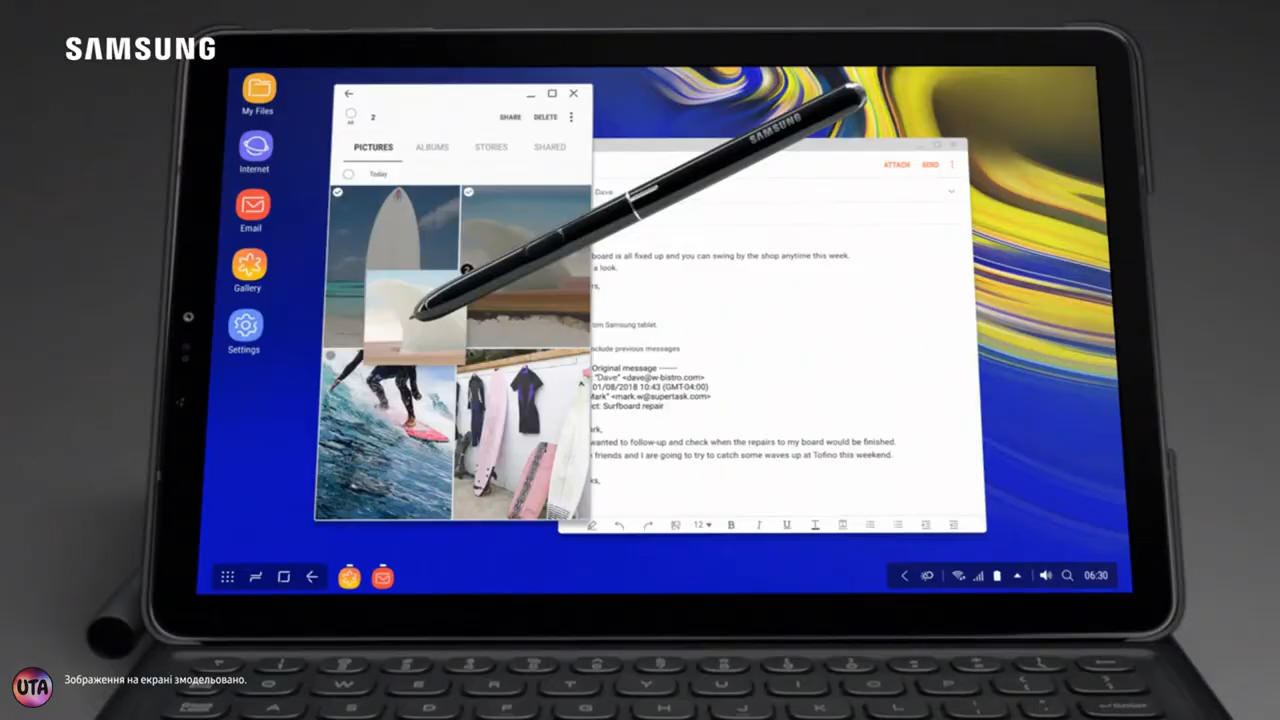 SAMSUNG
My Files
Internet
Email
Gallery
Settings
All
2
SHARE
DELETE
PICTURES
ALBUMS
STORIES
SHARED
Today
SAMSUNG
ATTACH
SEND
Dave
board is all fixed up and you can swing by the shop anytime this week.
a look.
rs,
om Samsung tablet.
nclude previous messages
Original message ------
: "Dave" <dave@w-bistro.com>
01/08/2018 10:43 (GMT-04:00)
Mark" <mark.w@supertask.com>
ct: Surfboard repair
ark,
wanted to follow-up and check when the repairs to my board would be finished.
friends and I are going to try to catch some waves up at Tofino this weekend.
ks,
12
B
I
U
T
06:30
UTA
Зображення на екрані змодельовано.
Q W E R T Y U I O P
A S D F G H J K L